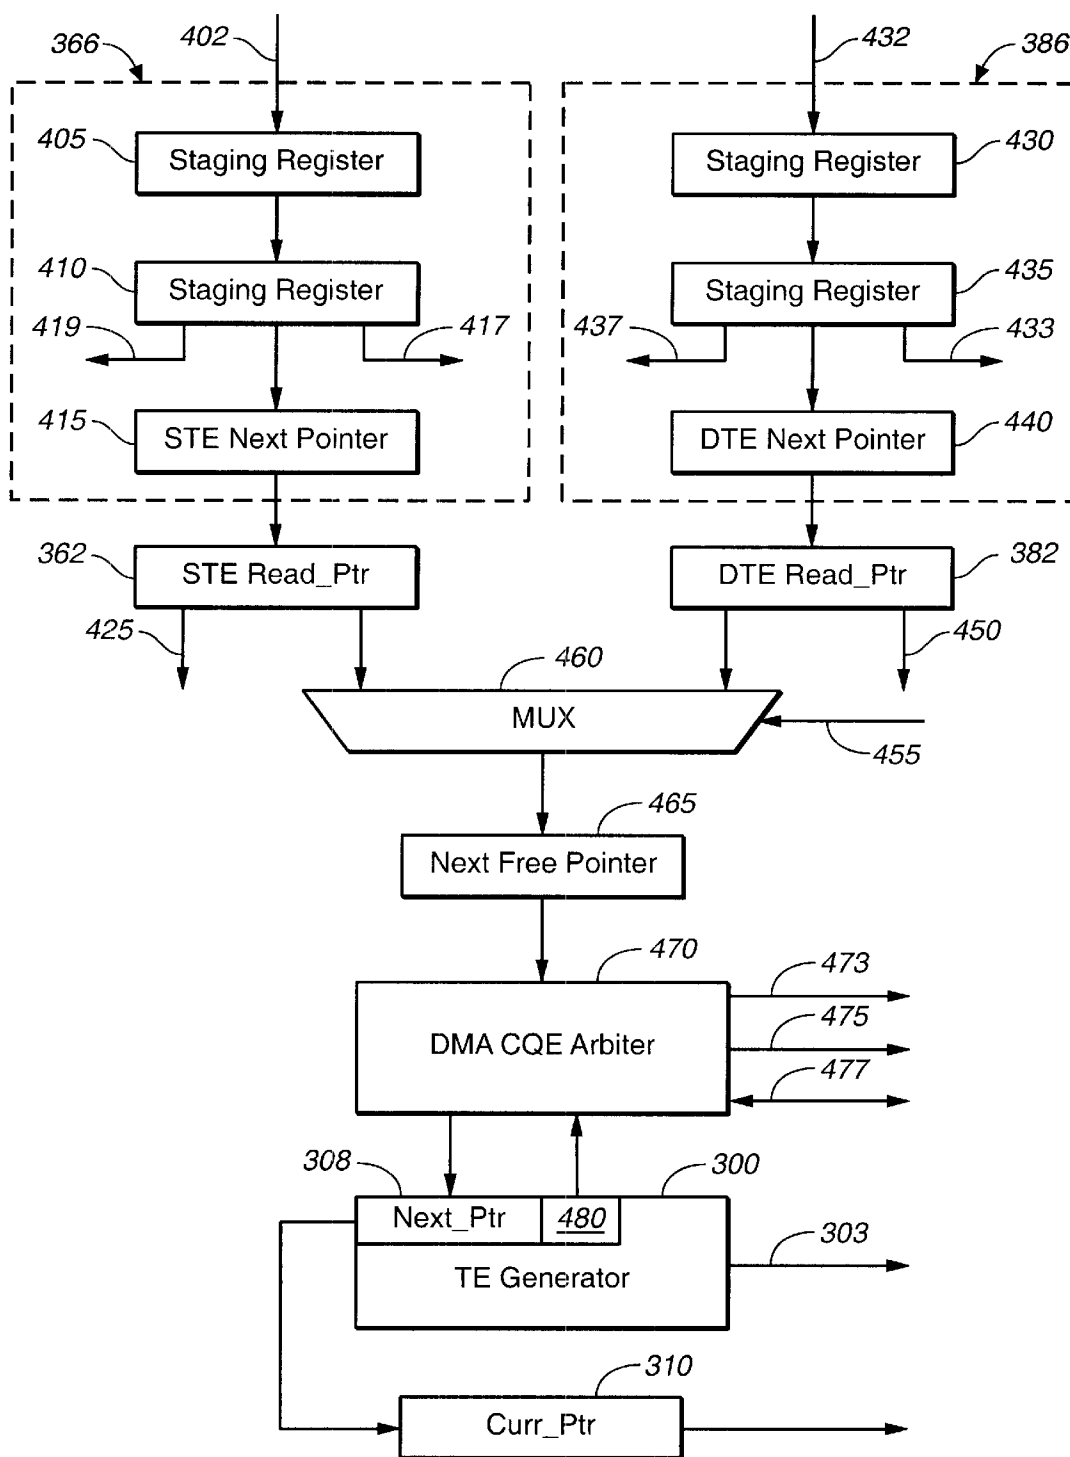 402
432
366
386
405
Staging Register
Staging Register
430
410
Staging Register
Staging Register
435
419
417
437
433
415
STE Next Pointer
DTE Next Pointer
440
362
STE Read_Ptr
DTE Read_Ptr
382
425
450
460
MUX
455
465
Next Free Pointer
470
473
DMA CQE Arbiter
475
477
308
300
Next_Ptr
480
303
TE Generator
310
Curr_Ptr